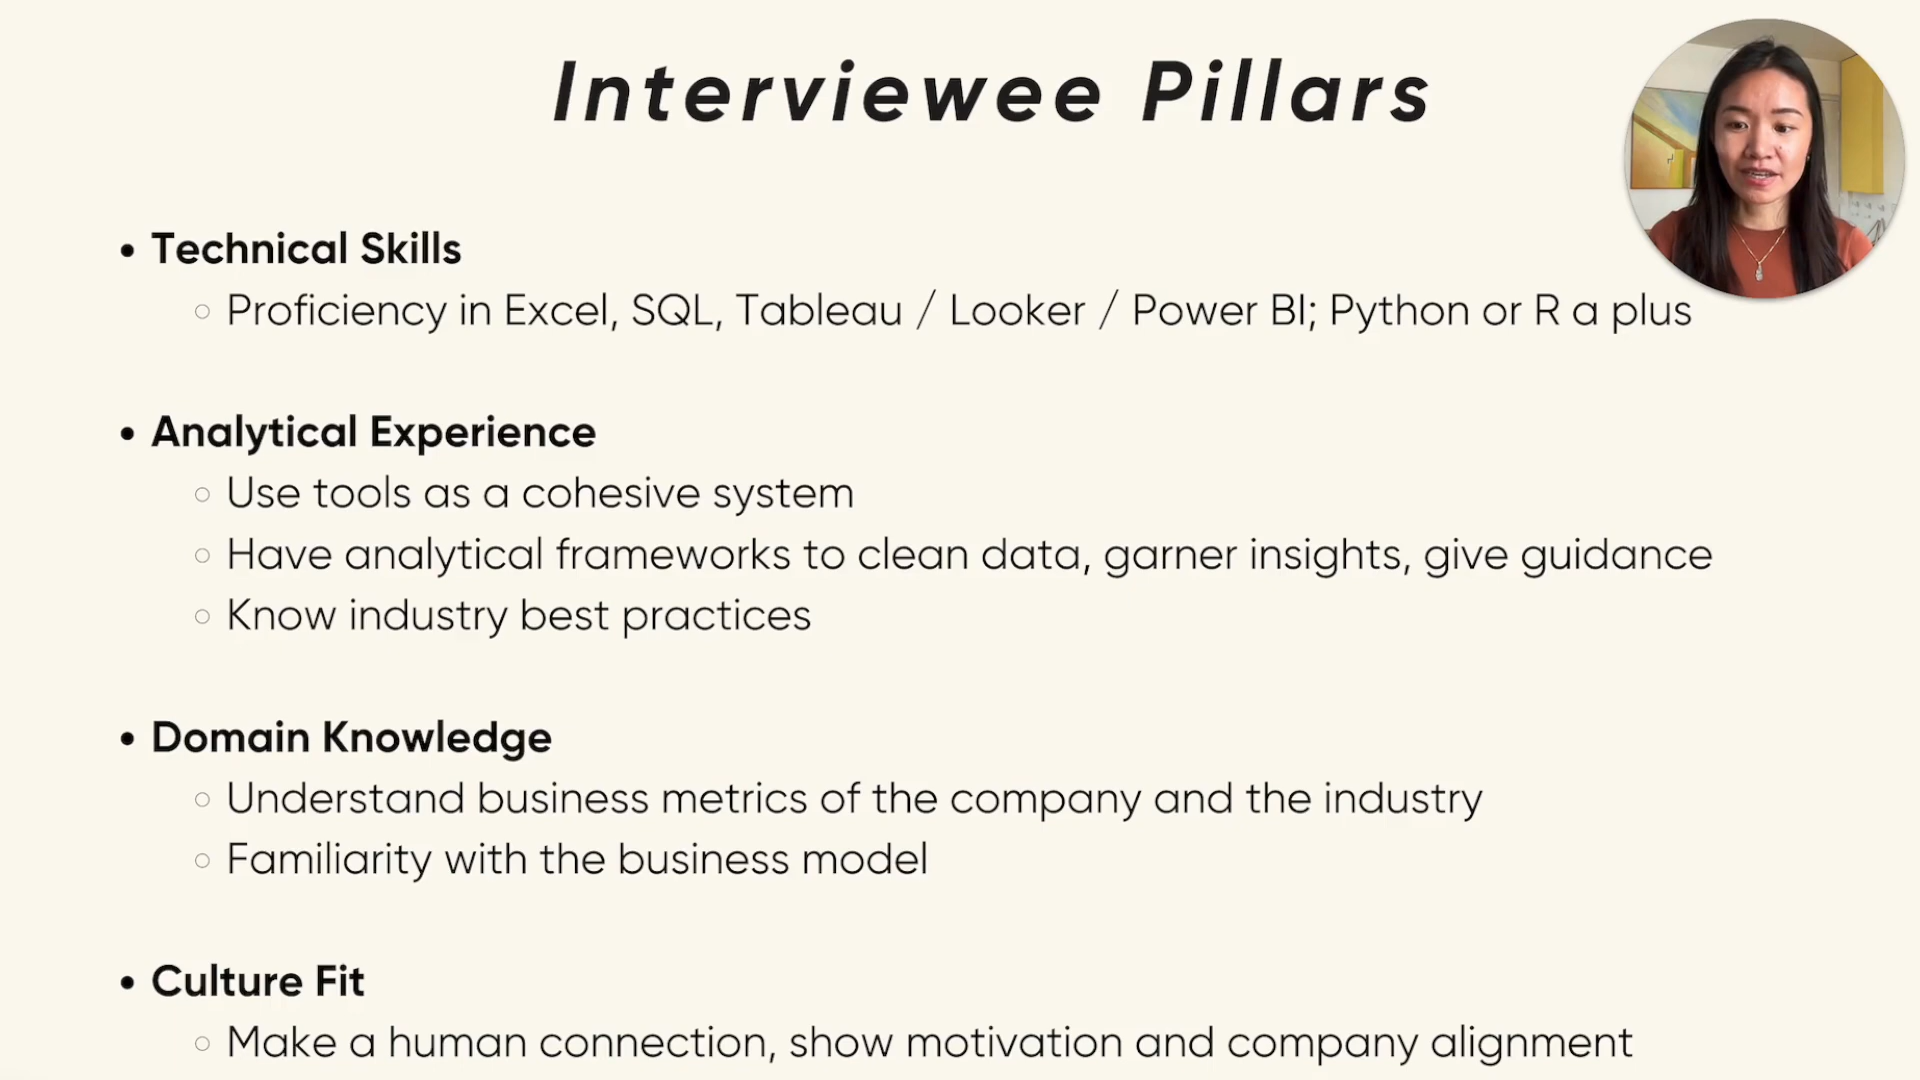 Interviewee Pillars
• Technical Skills
○ Proficiency in Excel, SQL, Tableau / Looker / Power BI; Python or R a plus
• Analytical Experience
○ Use tools as a cohesive system
○ Have analytical frameworks to clean data, garner insights, give guidance
○ Know industry best practices
• Domain Knowledge
○ Understand business metrics of the company and the industry
○ Familiarity with the business model
• Culture Fit
○ Make a human connection, show motivation and company alignment